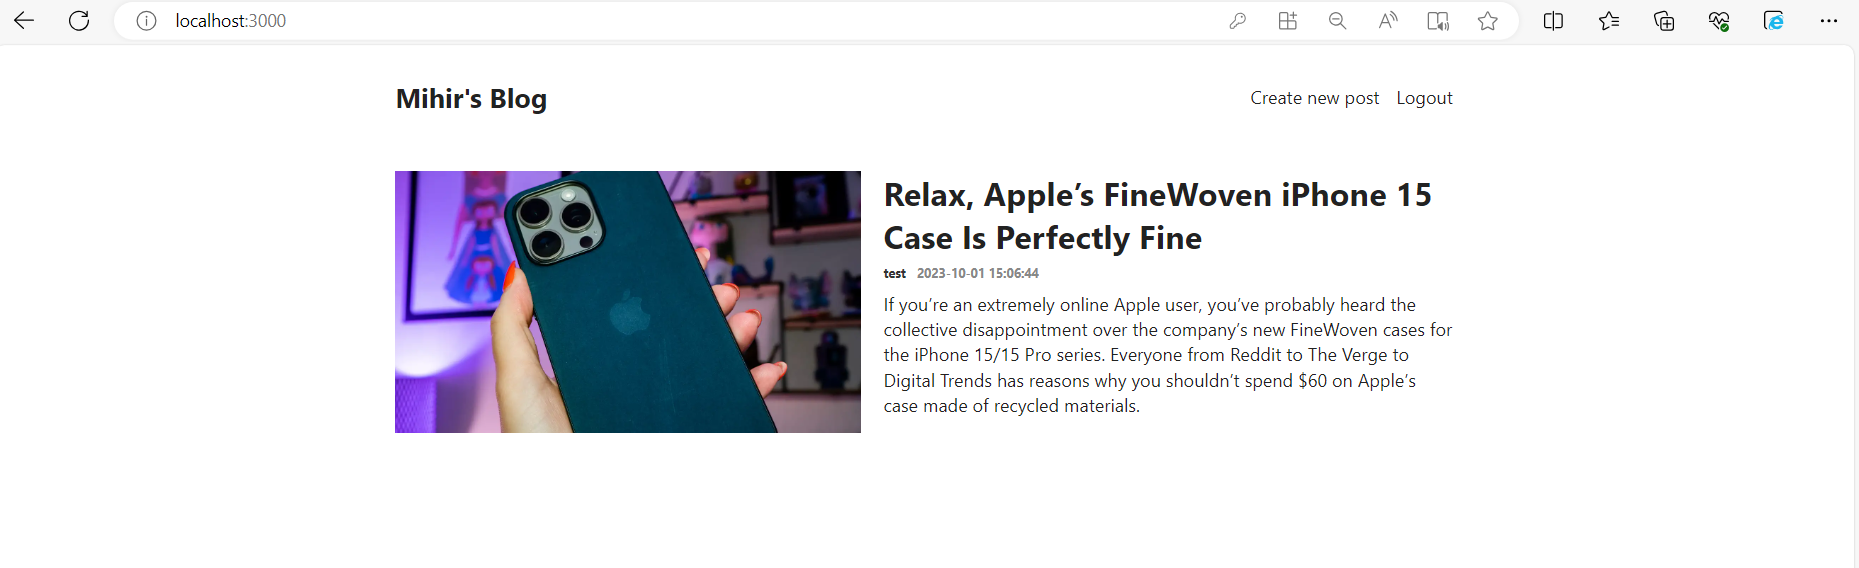 localhost:3000
Mihir's Blog
Create new post Logout
Relax, Apple’s FineWoven iPhone 15
Case Is Perfectly Fine
test 2023-10-01 15:06:44
If you’re an extremely online Apple user, you’ve probably heard the
collective disappointment over the company’s new FineWoven cases for
the iPhone 15/15 Pro series. Everyone from Reddit to The Verge to
Digital Trends has reasons why you shouldn’t spend $60 on Apple’s
case made of recycled materials.